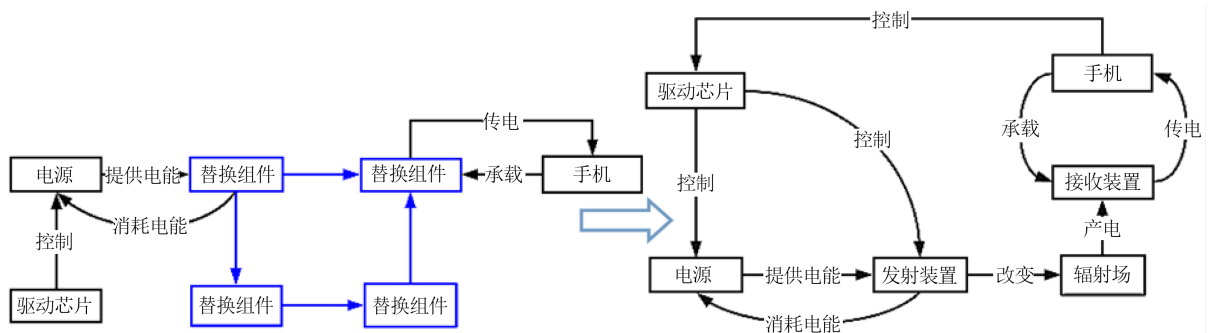 传电
电源
提供电能
替换组件
替换组件
承载
手机
消耗电能
控制
驱动芯片
替换组件
替换组件
控制
手机
驱动芯片
控制
承载
传电
控制
接收装置
产电
电源
提供电能
发射装置
改变
辐射场
消耗电能